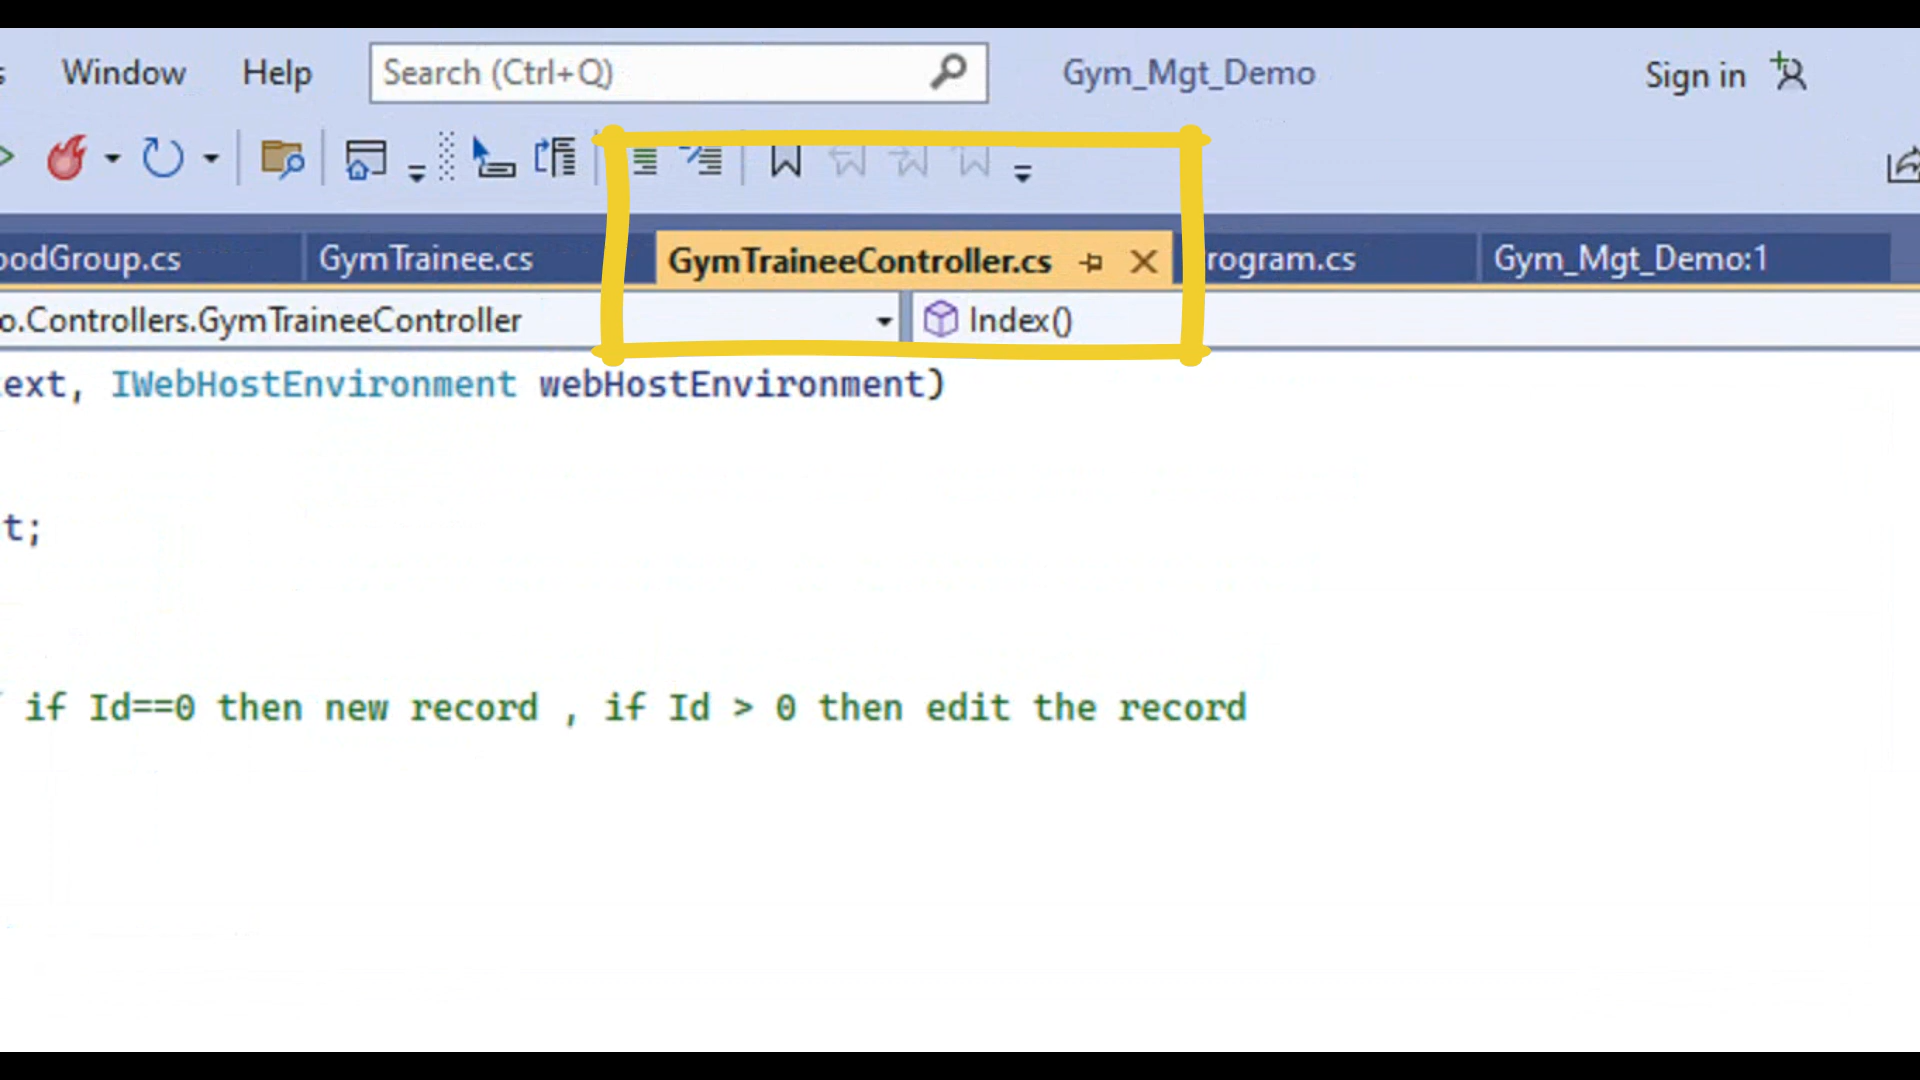 Window Help Search (Ctrl+Q) Gym_Mgt_Demo Sign in
oodGroup.cs GymTrainee.cs GymTraineeController.cs rogram.cs Gym_Mgt_Demo:1
o.Controllers.GymTraineeController Index()
ext, IWebHostEnvironment webHostEnvironment)
t;
if Id==0 then new record , if Id > 0 then edit the record